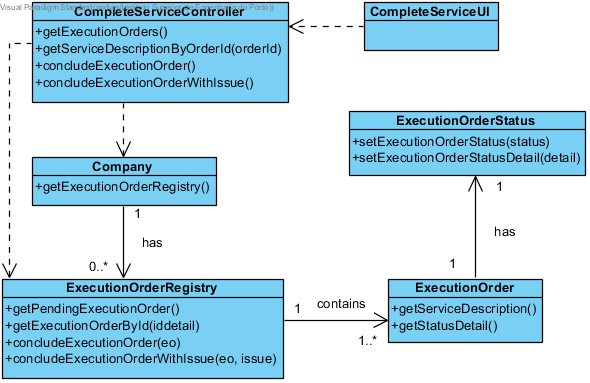 Visual Paradigm Standard
CompleteServiceController
+getExecutionOrders()
+getServiceDescriptionByOrderId(orderId)
+concludeExecutionOrder()
+concludeExecutionOrderWithIssue()
CompleteServiceUI
ExecutionOrderStatus
+setExecutionOrderStatus(status)
+setExecutionOrderStatusDetail(detail)
Company
+getExecutionOrderRegistry()
1
has
0..*
1
has
1
ExecutionOrderRegistry
+getPendingExecutionOrder()
+getExecutionOrderById(iddetail)
+concludeExecutionOrder(eo)
+concludeExecutionOrderWithIssue(eo, issue)
1
contains
1..*
ExecutionOrder
+getServiceDescription()
+getStatusDetail()